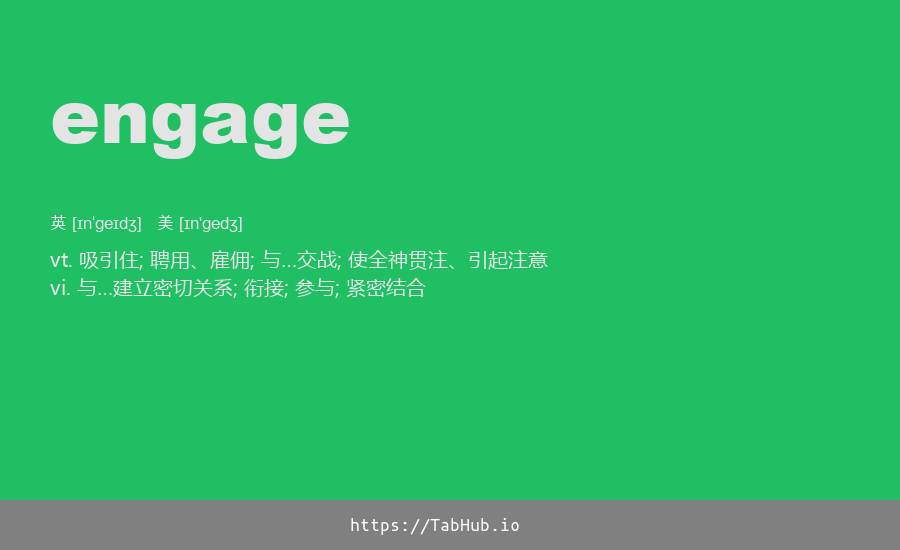 engage
英 [ɪnˈɡeɪdʒ] 美 [ɪn'ɡedʒ]
vt. 吸引住; 聘用、雇佣; 与...交战; 使全神贯注、引起注意
vi. 与...建立密切关系; 衔接; 参与; 紧密结合
https://TabHub.io